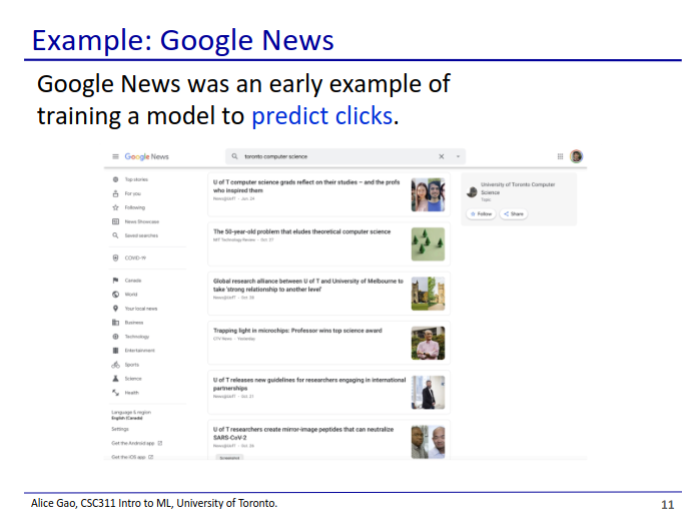 Example: Google News
Google News was an early example of
training a model to predict clicks.
Google News
toronto computer science
Top stories
For you
Following
News Showcase
Saved searches
COVID-19
Canada
World
Your local news
Business
Technology
Entertainment
Sports
Science
Health
Language & region
English (Canada)
Settings
Get the Android app
Get the iOS app
U of T computer science grads reflect on their studies – and the profs
who inspired them
News@UofT · Jun 24
The 50-year-old problem that eludes theoretical computer science
MIT Technology Review · Oct 27
Global research alliance between U of T and University of Melbourne to
take 'strong relationship to another level'
News@UofT · Oct 26
Trapping light in microchips: Professor wins top science award
CTV News · Yesterday
U of T releases new guidelines for researchers engaging in international
partnerships
News@UofT · Oct 21
U of T researchers create mirror-image peptides that can neutralize
SARS-CoV-2
News@UofT · Oct 26
University of Toronto Computer
Science
Topic
Follow
Share
Alice Gao, CSC311 Intro to ML, University of Toronto.
11